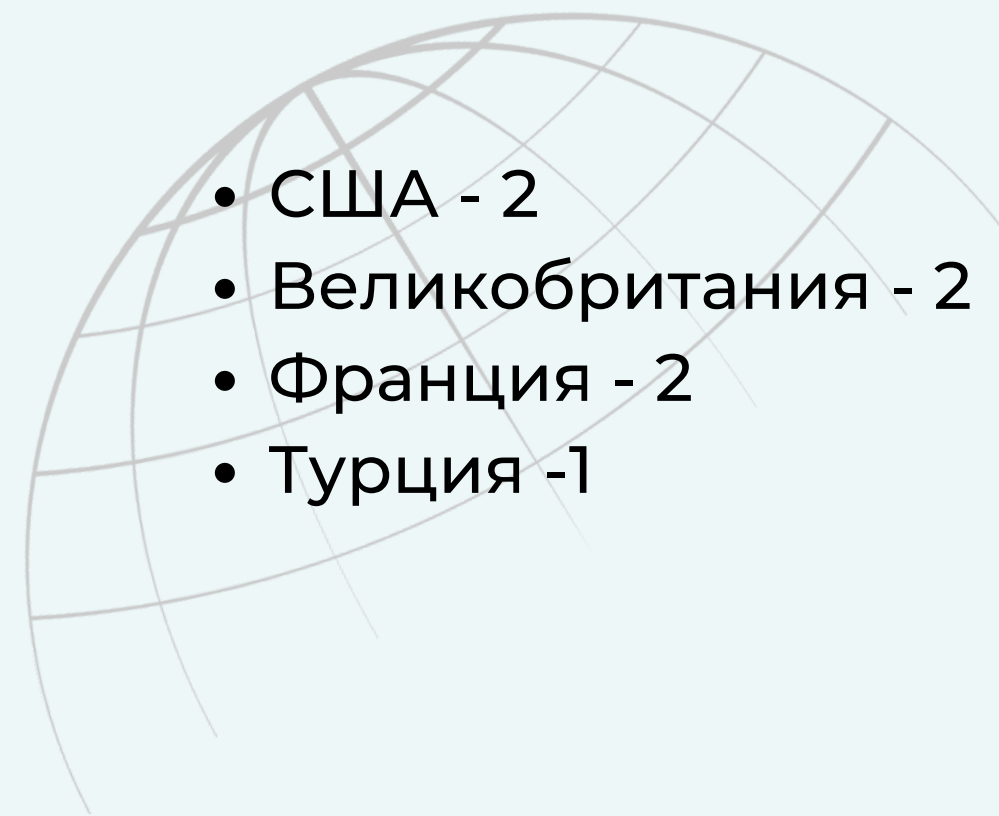 • США - 2
• Великобритания - 2
• Франция - 2
• Турция -1